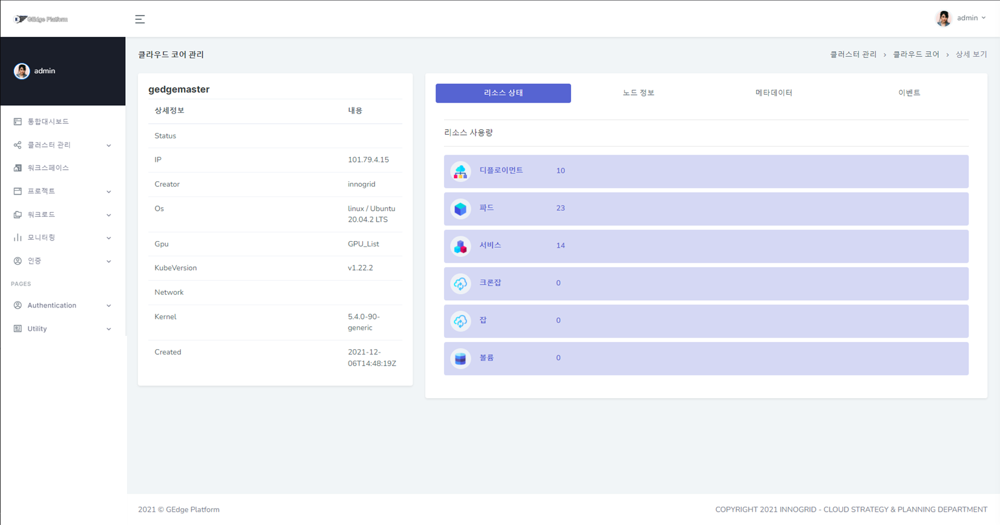 GEdge Platform
admin
admin
통합대시보드
클러스터 관리
워크스페이스
프로젝트
워크로드
모니터링
인증
PAGES
Authentication
Utility
클라우드 코어 관리
클러스터 관리 > 클라우드 코어 > 상세 보기
gedgemaster
상세정보 내용
Status
IP 101.79.4.15
Creator innogrid
Os linux / Ubuntu
20.04.2 LTS
Gpu GPU_List
KubeVersion v1.22.2
Network
Kernel 5.4.0-90-
generic
Created 2021-12-
06T14:48:19Z
리소스 상태 노드 정보 메타데이터 이벤트
리소스 사용량
디플로이먼트 10
파드 23
서비스 14
크론잡 0
잡 0
볼륨 0
2021 © GEdge Platform
COPYRIGHT 2021 INNOGRID - CLOUD STRATEGY & PLANNING DEPARTMENT